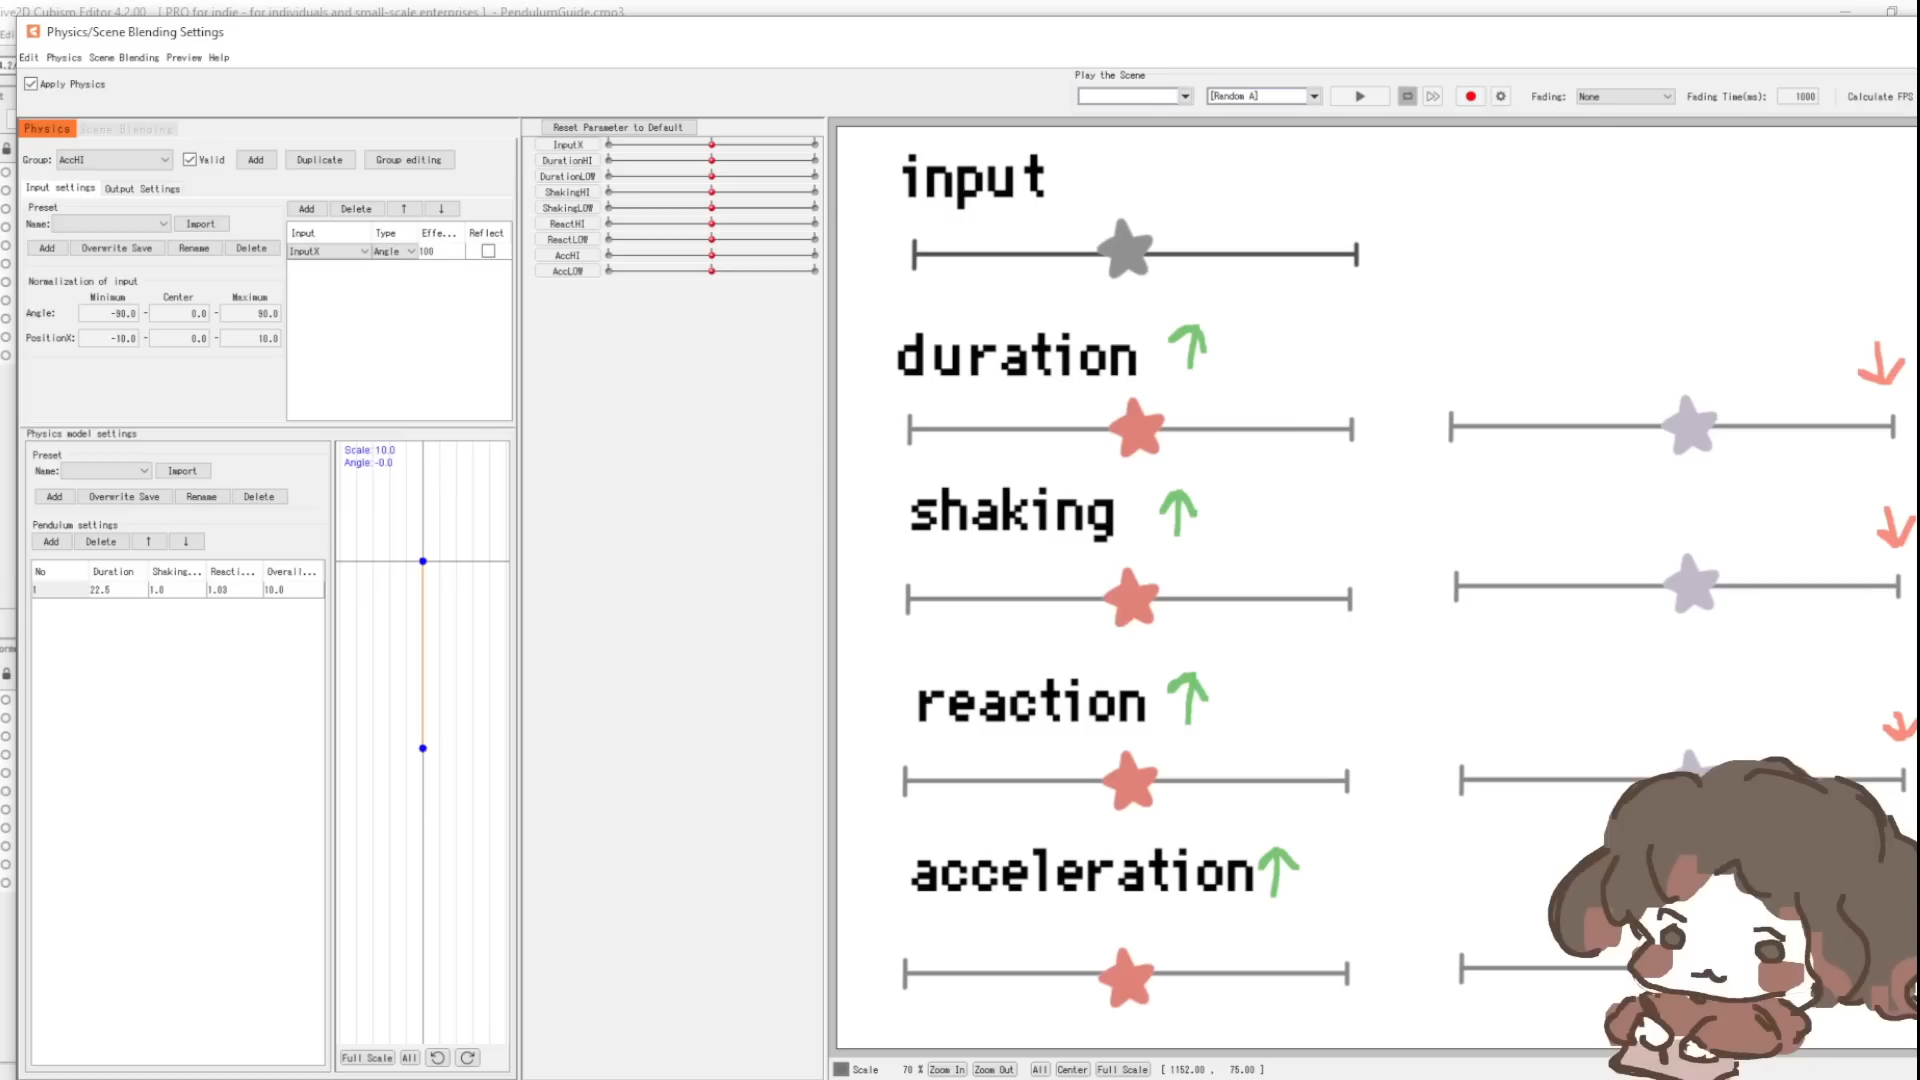 ive2D Cubism Editor 4.2.00 [ PRO for indie - for individuals and small-scale enterprises ] - PendulumGuide.cmo3
Physics/Scene Blending Settings
Edit Physics Scene Blending Preview Help
Apply Physics
Play the Scene
[Random A]
Fading: None Fading Time(ms): 1000 Calculate FPS
Physics Scene Blending
Group: AccHI Valid Add Duplicate Group editing
Input settings Output Settings
Preset
Name: Import
Add Overwrite Save Rename Delete
Normalization of input
Minimum Center Maximum
Angle: -90.0 - 0.0 - 90.0
PositionX: -10.0 - 0.0 - 10.0
Add Delete ↑ ↓
Input Type Effe... Reflect
InputX Angle 100
Physics model settings
Preset
Name: Import
Add Overwrite Save Rename Delete
Pendulum settings
Add Delete ↑ ↓
No Duration Shaking... Reacti... Overall...
1 22.5 1.0 1.03 10.0
Scale: 10.0
Angle: -0.0
Full Scale All
Reset Parameter to Default
InputX
DurationHI
DurationLOW
ShakingHI
ShakingLOW
ReactHI
ReactLOW
AccHI
AccLOW
input
duration ↑
↓
shaking ↑
↓
reaction ↑
↓
acceleration ↑
Scale 70 % Zoom In Zoom Out All Center Full Scale [ 1152.00 , 75.00 ]